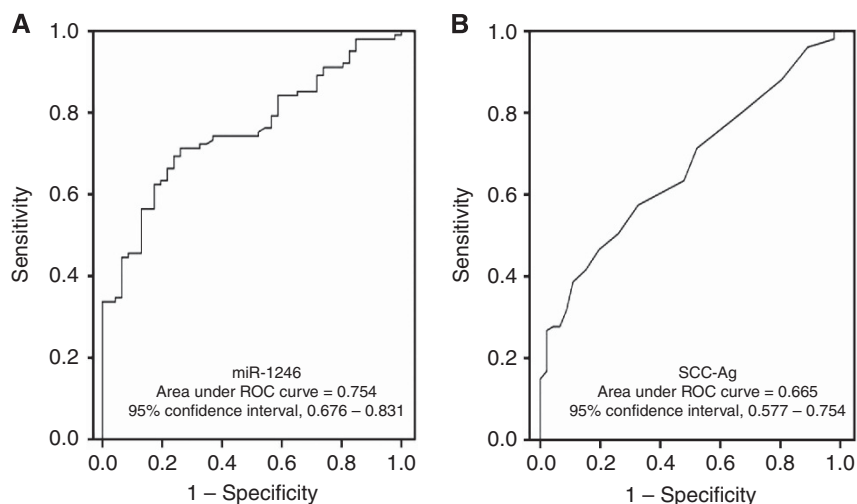 A
1.0
0.8
0.6
0.4
0.2
0.0
Sensitivity
miR-1246
Area under ROC curve = 0.754
95% confidence interval, 0.676 – 0.831
0.0 0.2 0.4 0.6 0.8 1.0
1 – Specificity
B
1.0
0.8
0.6
0.4
0.2
0.0
Sensitivity
SCC-Ag
Area under ROC curve = 0.665
95% confidence interval, 0.577 – 0.754
0.0 0.2 0.4 0.6 0.8 1.0
1 – Specificity